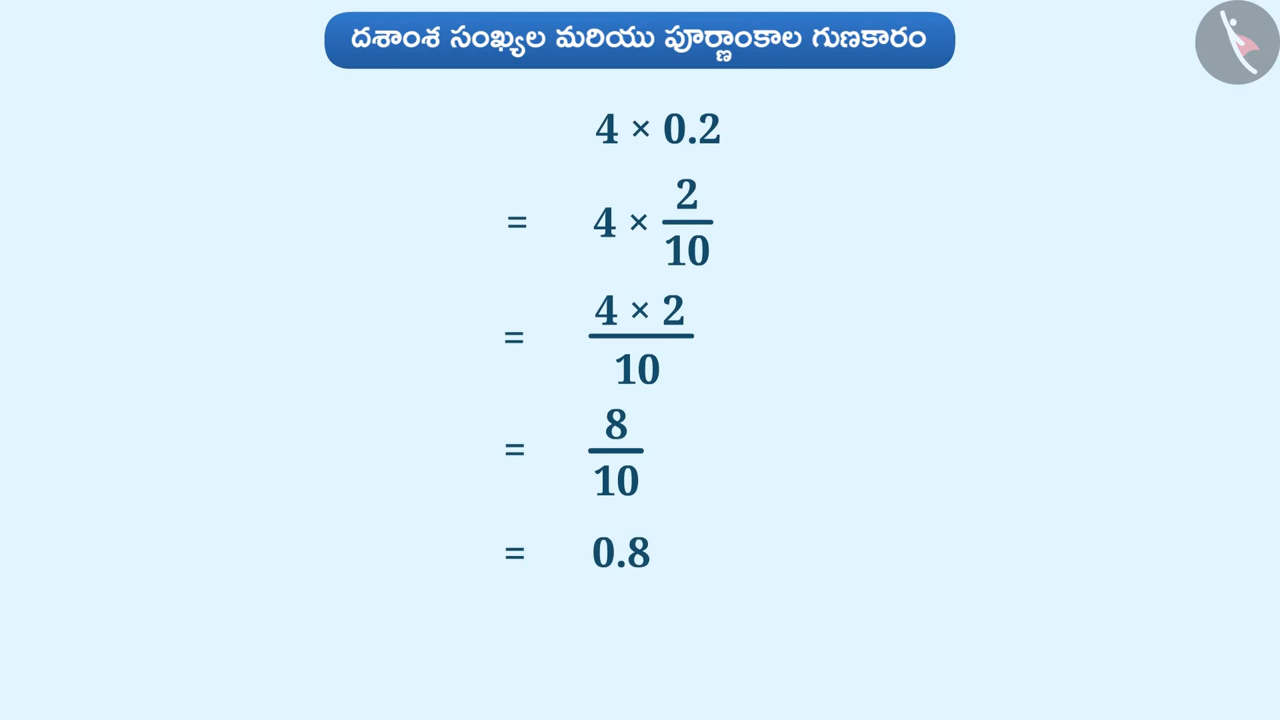 దశాంశ సంఖ్యల మరియు పూర్ణాంకాల గుణకారం
4 × 0.2
= 4 × 2/10
= 4 × 2/10
= 8/10
= 0.8